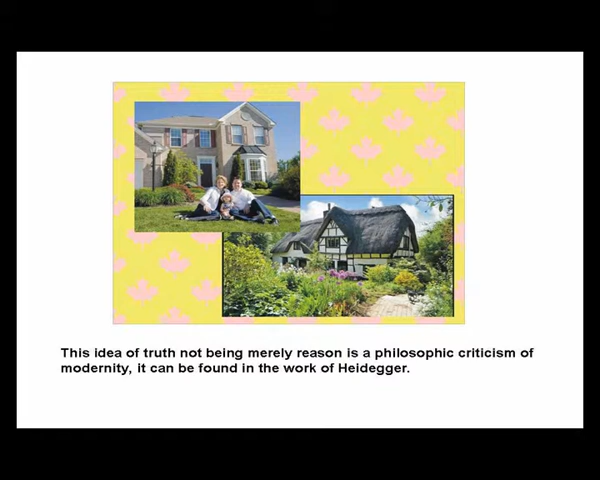 This idea of truth not being merely reason is a philosophic criticism of
modernity, it can be found in the work of Heidegger.